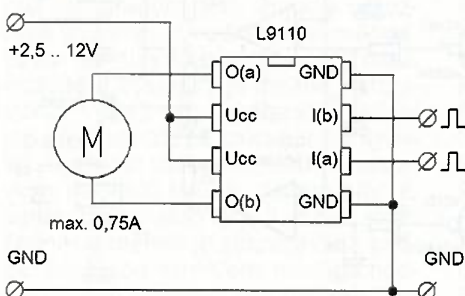 L9110
+2,5 .. 12V
O(a) GND
Ucc I(b)
M
Ucc I(a)
O(b) GND
max. 0,75A
GND GND